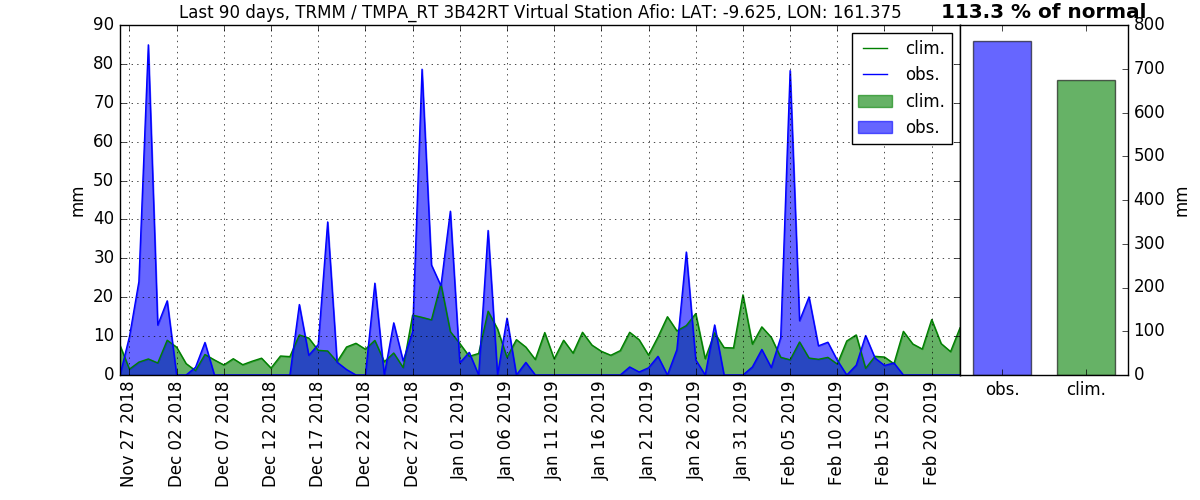 Last 90 days, TRMM / TMPA_RT 3B42RT Virtual Station Afio: LAT: -9.625, LON: 161.375
113.3 % of normal
90
80
70
60
50
40
30
20
10
0
mm
clim.
obs.
clim.
obs.
800
700
600
500
400
300
200
100
0
mm
obs.
clim.
Nov 27 2018
Dec 02 2018
Dec 07 2018
Dec 12 2018
Dec 17 2018
Dec 22 2018
Dec 27 2018
Jan 01 2019
Jan 06 2019
Jan 11 2019
Jan 16 2019
Jan 21 2019
Jan 26 2019
Jan 31 2019
Feb 05 2019
Feb 10 2019
Feb 15 2019
Feb 20 2019